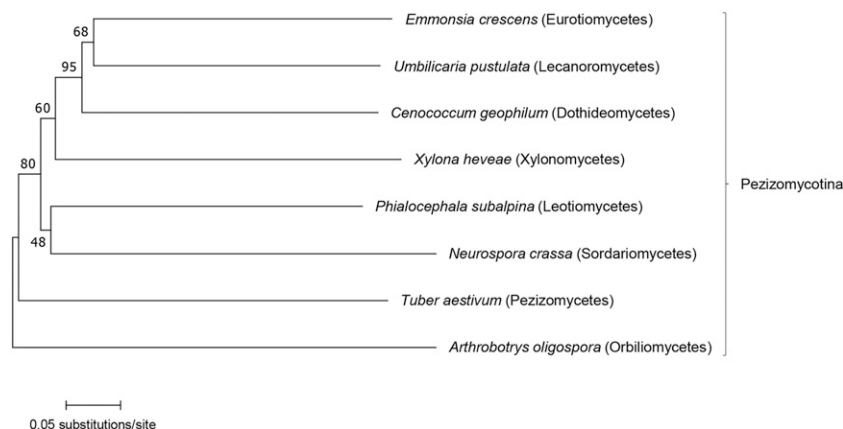 Emmonsia crescens (Eurotiomycetes)
68
Umbilicaria pustulata (Lecanoromycetes)
95
Cenococcum geophilum (Dothideomycetes)
60
Xylona heveae (Xylonomycetes)
80
Pezizomycotina
Phialocephala subalpina (Leotiomycetes)
48
Neurospora crassa (Sordariomycetes)
Tuber aestivum (Pezizomycetes)
Arthrobotrys oligospora (Orbiliomycetes)
0.05 substitutions/site